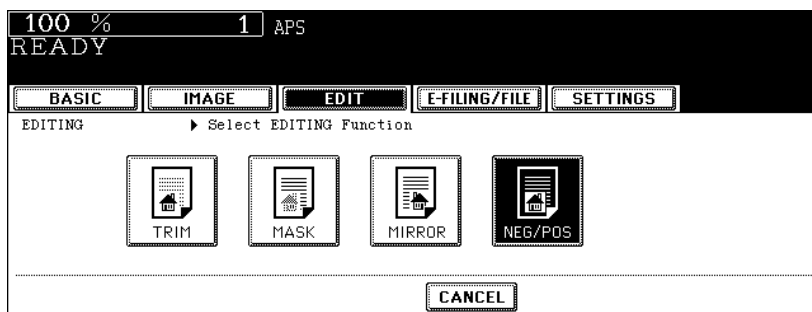 100 % 1 APS
READY
BASIC IMAGE EDIT E-FILING/FILE SETTINGS
EDITING ▶ Select EDITING Function
TRIM MASK MIRROR NEG/POS
CANCEL